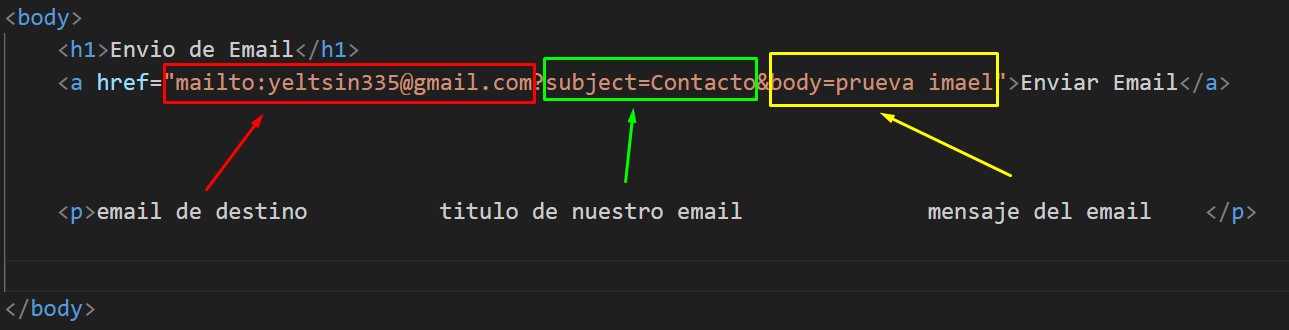 <body>
<h1>Envio de Email</h1>
<a href="mailto:yeltsin335@gmail.com?subject=Contacto&body=prueva imael">Enviar Email</a>
<p>email de destino titulo de nuestro email mensaje del email </p>
</body>